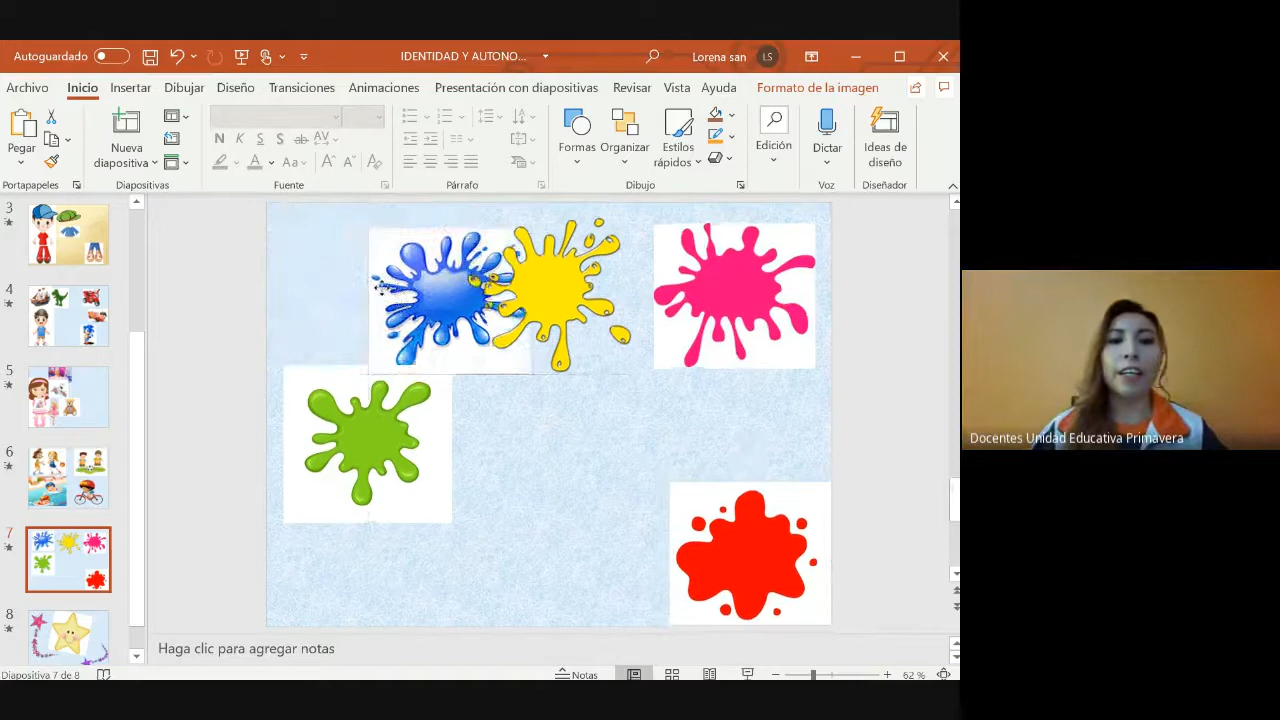 Autoguardado
IDENTIDAD Y AUTONO...
Lorena san
LS
Archivo Inicio Insertar Dibujar Diseño Transiciones Animaciones Presentación con diapositivas Revisar Vista Ayuda Formato de la imagen
Pegar
Nueva
diapositiva
N K S S ab AV
A Aa A A
Formas Organizar Estilos
rápidos
Edición
Dictar
Ideas de
diseño
Portapapeles Diapositivas Fuente Párrafo Dibujo Voz Diseñador
3
4
5
6
7
8
Docentes Unidad Educativa Primavera
Haga clic para agregar notas
Diapositiva 7 de 8
Notas
62 %